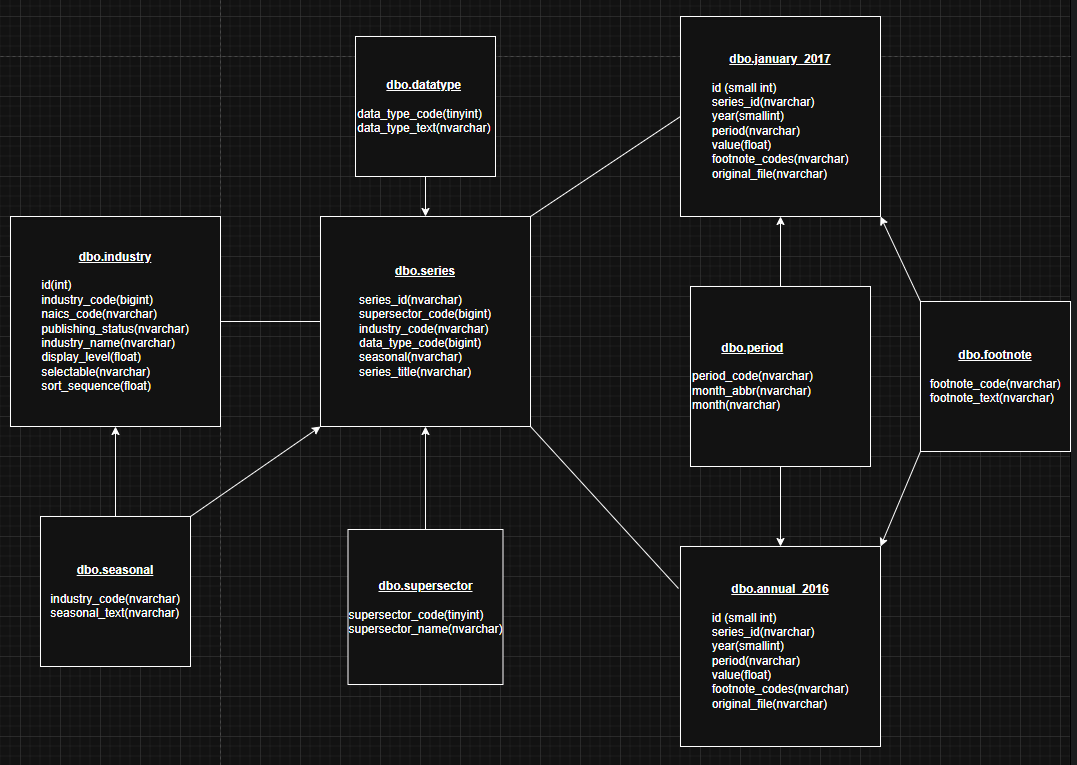 dbo.datatype
data_type_code(tinyint)
data_type_text(nvarchar)
dbo.january_2017
id (small int)
series_id(nvarchar)
year(smallint)
period(nvarchar)
value(float)
footnote_codes(nvarchar)
original_file(nvarchar)
dbo.industry
id(int)
industry_code(bigint)
naics_code(nvarchar)
publishing_status(nvarchar)
industry_name(nvarchar)
display_level(float)
selectable(nvarchar)
sort_sequence(float)
dbo.series
series_id(nvarchar)
supersector_code(bigint)
industry_code(nvarchar)
data_type_code(bigint)
seasonal(nvarchar)
series_title(nvarchar)
dbo.period
period_code(nvarchar)
month_abbr(nvarchar)
month(nvarchar)
dbo.footnote
footnote_code(nvarchar)
footnote_text(nvarchar)
dbo.seasonal
industry_code(nvarchar)
seasonal_text(nvarchar)
dbo.supersector
supersector_code(tinyint)
supersector_name(nvarchar)
dbo.annual_2016
id (small int)
series_id(nvarchar)
year(smallint)
period(nvarchar)
value(float)
footnote_codes(nvarchar)
original_file(nvarchar)